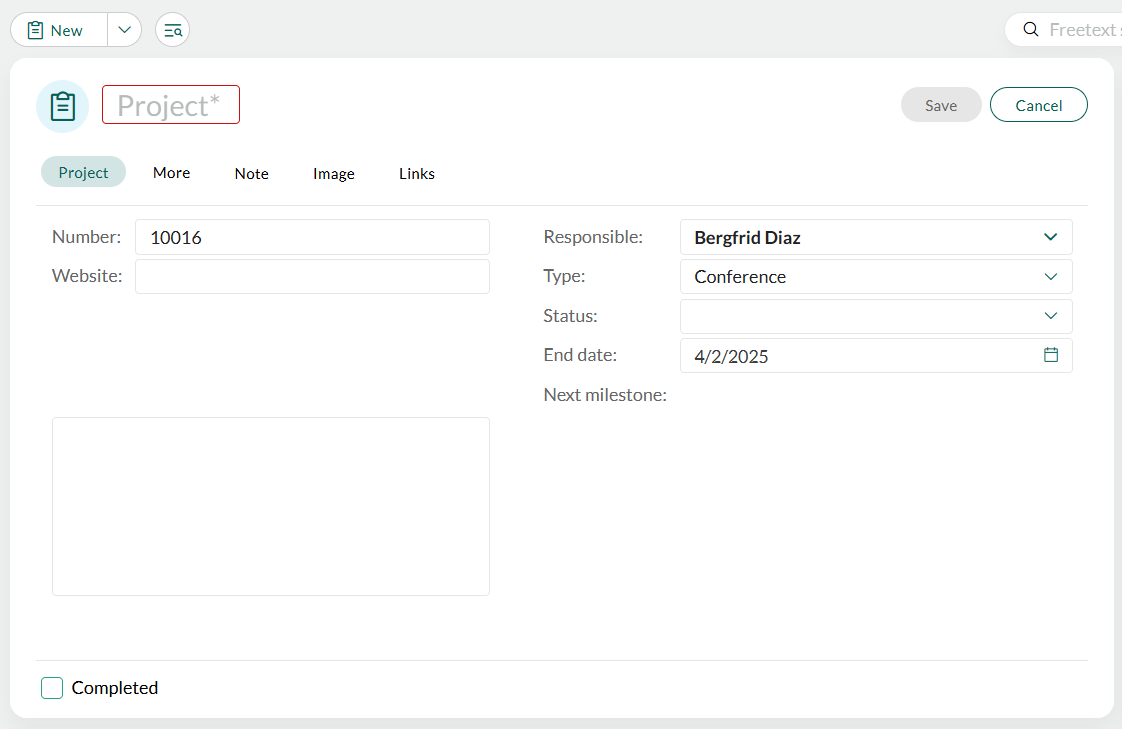 New
Freetext
Project*
Save
Cancel
Project
More
Note
Image
Links
Number:
10016
Website:
Responsible:
Bergfrid Diaz
Type:
Conference
Status:
End date:
4/2/2025
Next milestone:
Completed